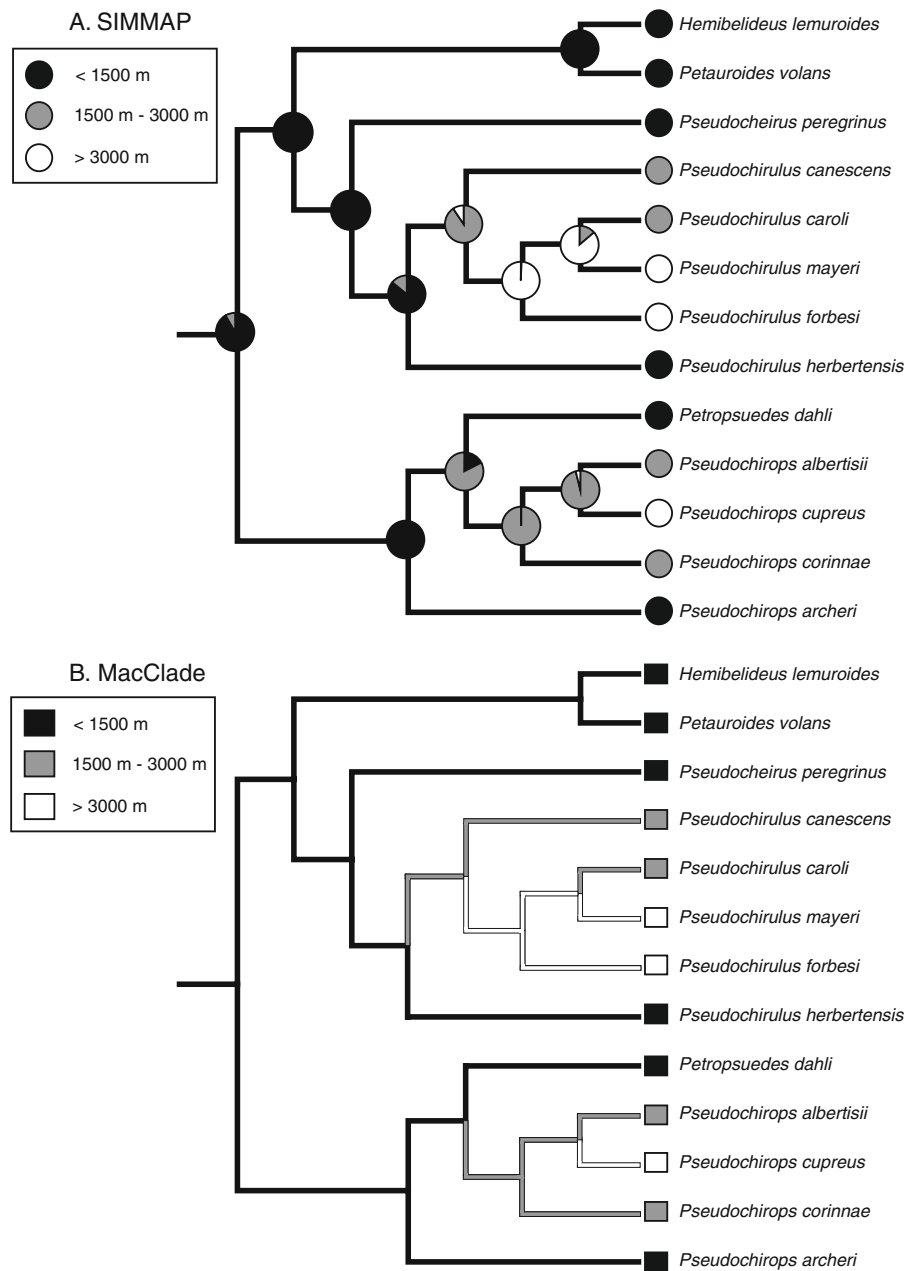 A. SIMMAP
< 1500 m
1500 m - 3000 m
> 3000 m
Hemibelideus lemuroides
Petauroides volans
Pseudocheirus peregrinus
Pseudochirulus canescens
Pseudochirulus caroli
Pseudochirulus mayeri
Pseudochirulus forbesi
Pseudochirulus herbertensis
Petropsuedes dahli
Pseudochirops albertisii
Pseudochirops cupreus
Pseudochirops corinnae
Pseudochirops archeri
B. MacClade
< 1500 m
1500 m - 3000 m
> 3000 m
Hemibelideus lemuroides
Petauroides volans
Pseudocheirus peregrinus
Pseudochirulus canescens
Pseudochirulus caroli
Pseudochirulus mayeri
Pseudochirulus forbesi
Pseudochirulus herbertensis
Petropsuedes dahli
Pseudochirops albertisii
Pseudochirops cupreus
Pseudochirops corinnae
Pseudochirops archeri